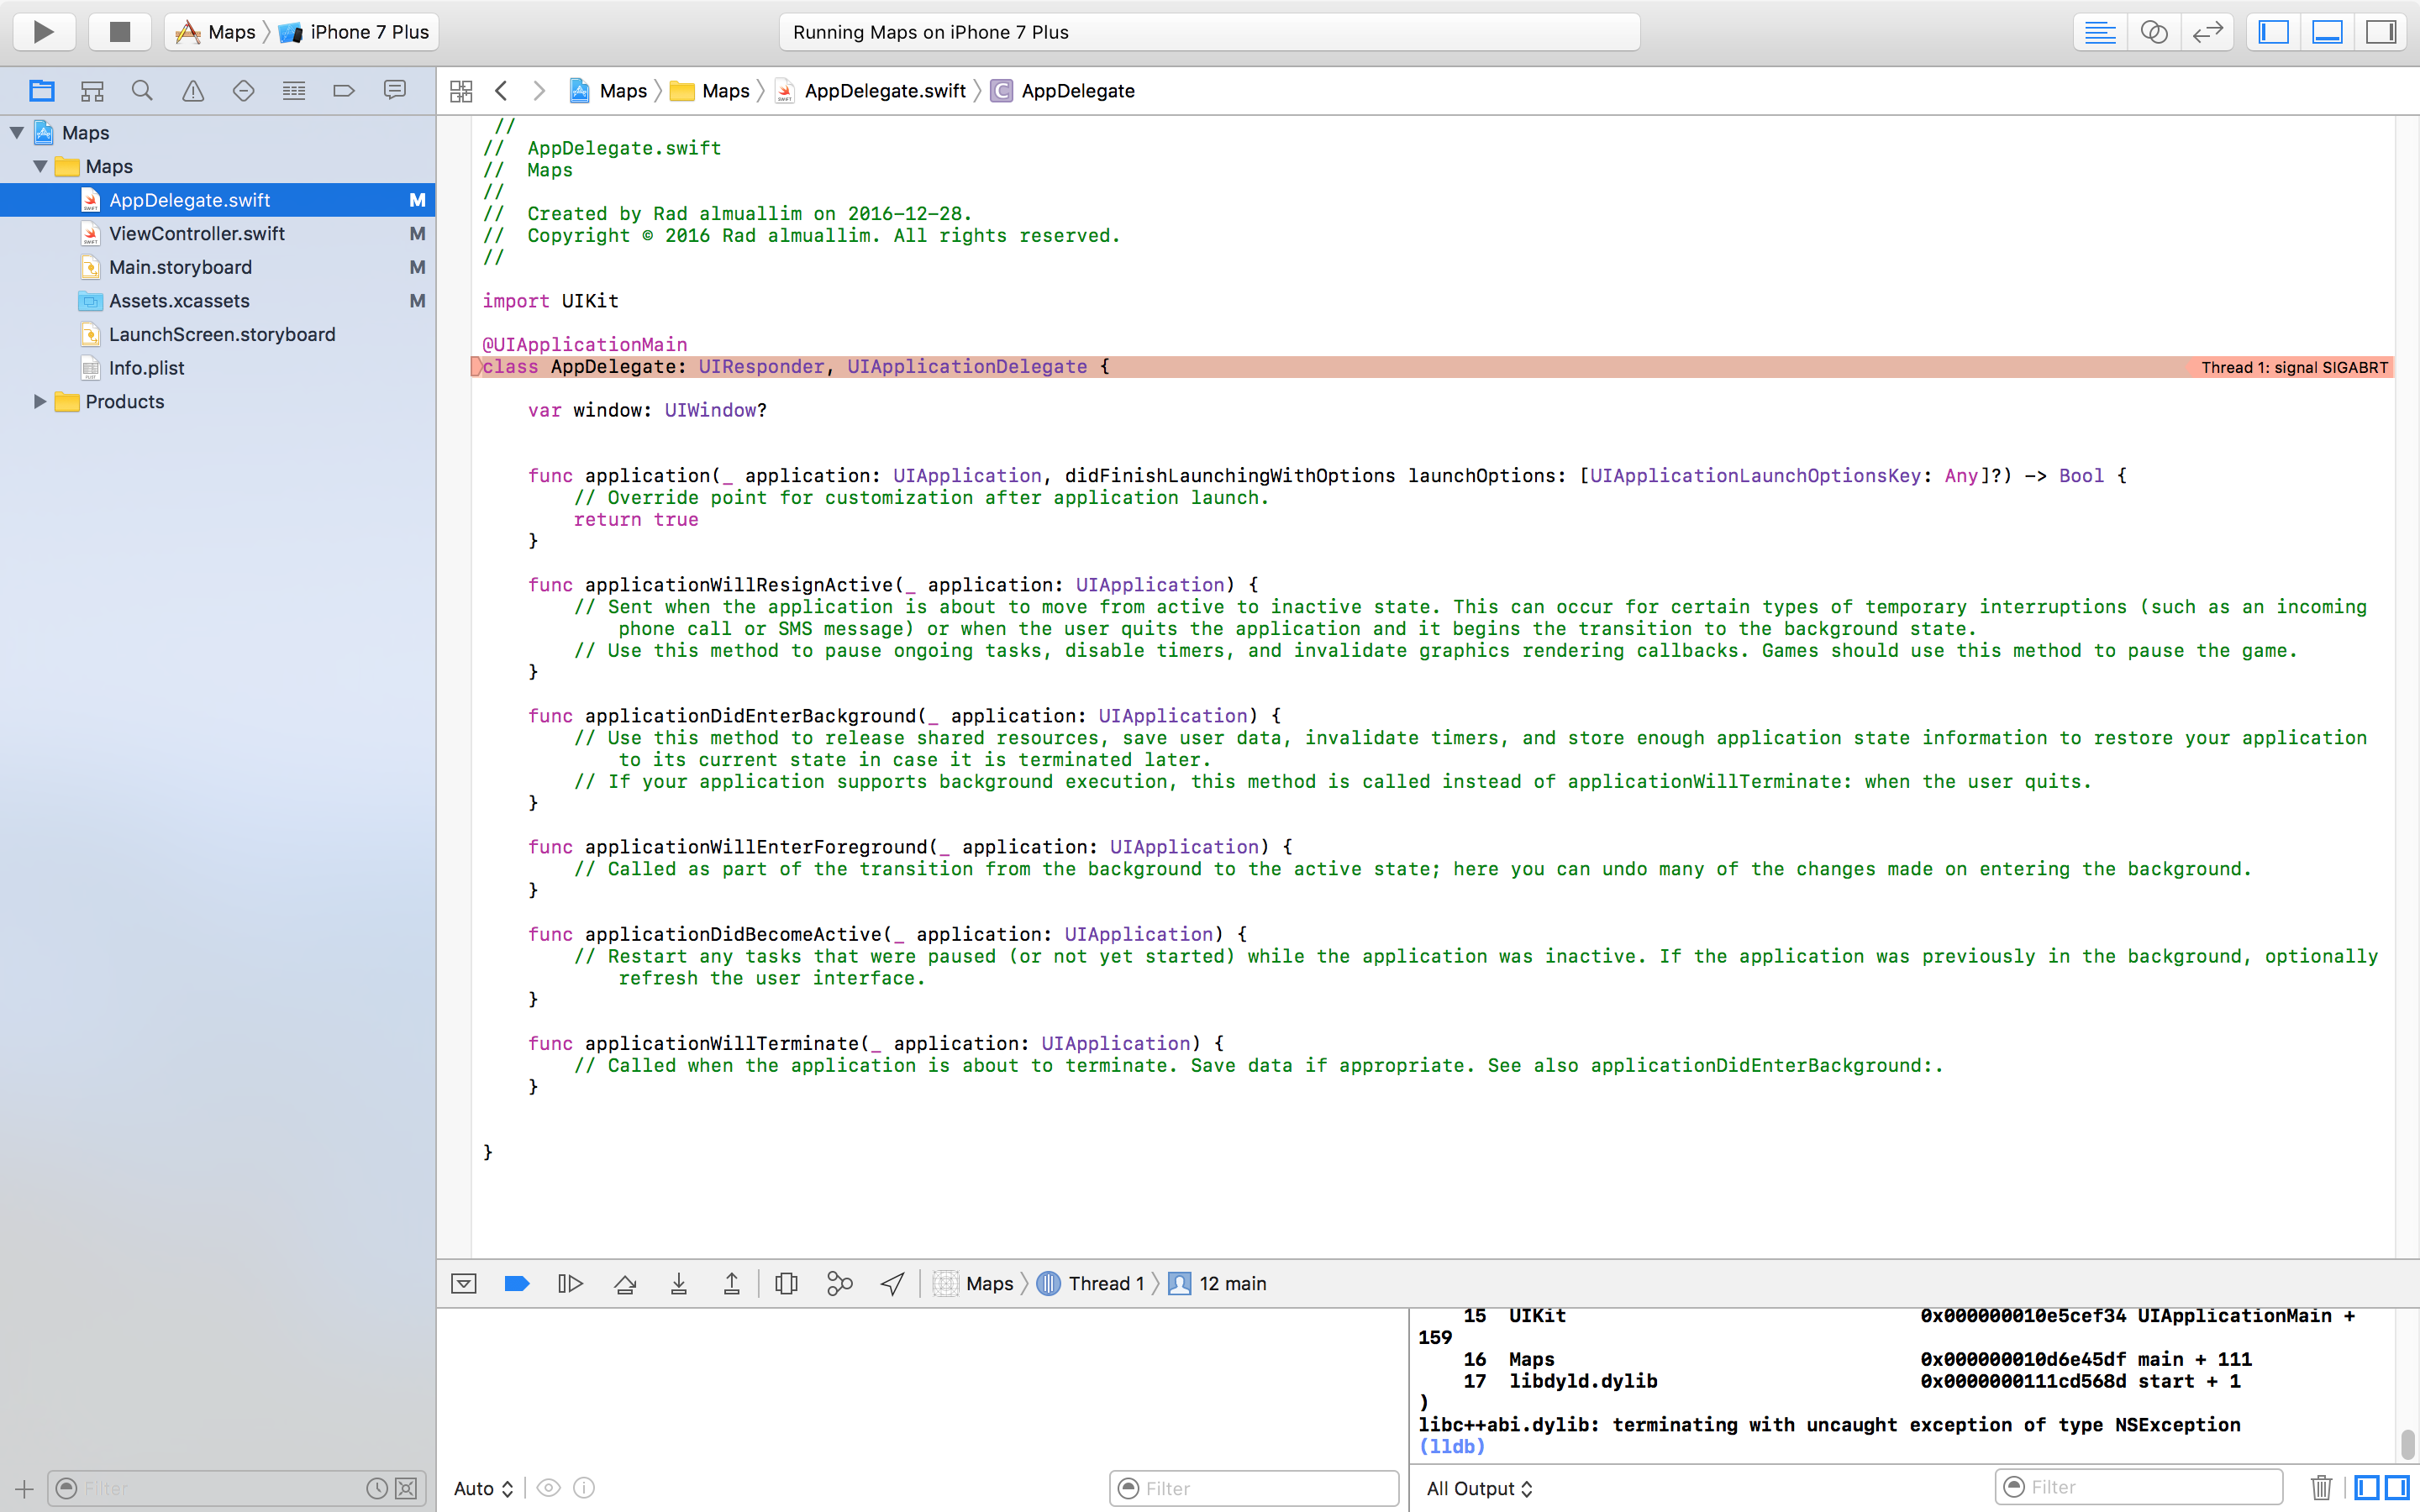 Maps
iPhone 7 Plus
Running Maps on iPhone 7 Plus
Maps
Maps
AppDelegate.swift
AppDelegate
Maps
Maps
AppDelegate.swift M
ViewController.swift M
Main.storyboard M
Assets.xcassets M
LaunchScreen.storyboard
Info.plist
Products
//
// AppDelegate.swift
// Maps
//
// Created by Rad almuallim on 2016-12-28.
// Copyright © 2016 Rad almuallim. All rights reserved.
//
import UIKit
@UIApplicationMain
class AppDelegate: UIResponder, UIApplicationDelegate {
Thread 1: signal SIGABRT
var window: UIWindow?
func application(_ application: UIApplication, didFinishLaunchingWithOptions launchOptions: [UIApplicationLaunchOptionsKey: Any]?) -> Bool {
// Override point for customization after application launch.
return true
}
func applicationWillResignActive(_ application: UIApplication) {
// Sent when the application is about to move from active to inactive state. This can occur for certain types of temporary interruptions (such as an incoming
phone call or SMS message) or when the user quits the application and it begins the transition to the background state.
// Use this method to pause ongoing tasks, disable timers, and invalidate graphics rendering callbacks. Games should use this method to pause the game.
}
func applicationDidEnterBackground(_ application: UIApplication) {
// Use this method to release shared resources, save user data, invalidate timers, and store enough application state information to restore your application
to its current state in case it is terminated later.
// If your application supports background execution, this method is called instead of applicationWillTerminate: when the user quits.
}
func applicationWillEnterForeground(_ application: UIApplication) {
// Called as part of the transition from the background to the active state; here you can undo many of the changes made on entering the background.
}
func applicationDidBecomeActive(_ application: UIApplication) {
// Restart any tasks that were paused (or not yet started) while the application was inactive. If the application was previously in the background, optionally
refresh the user interface.
}
func applicationWillTerminate(_ application: UIApplication) {
// Called when the application is about to terminate. Save data if appropriate. See also applicationDidEnterBackground:.
}
}
Maps
Thread 1
12 main
15 UIKit 0x000000010e5cef34 UIApplicationMain +
159
16 Maps 0x000000010d6e45df main + 111
17 libdyld.dylib 0x0000000111cd568d start + 1
)
libc++abi.dylib: terminating with uncaught exception of type NSException
(lldb)
Filter
Auto
Filter
All Output
Filter